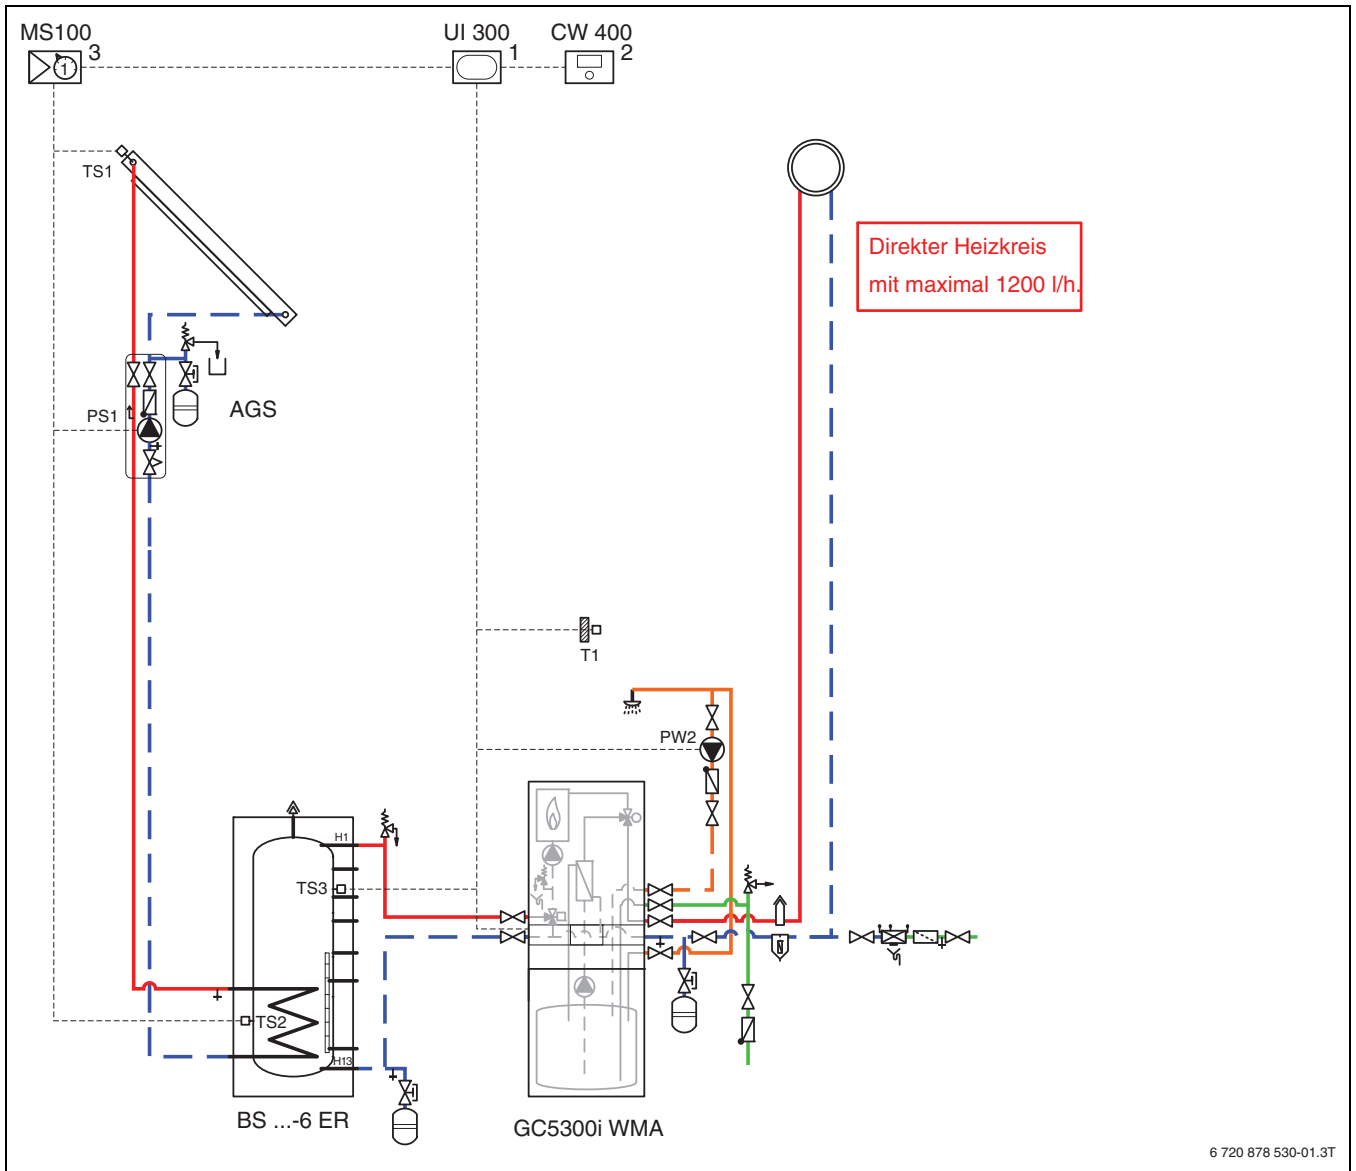 MS100
3
1
UI 300
1
CW 400
2
TS1
Direkter Heizkreis
mit maximal 1200 l/h.
AGS
PS1
T1
PW2
H1
TS3
TS2
H13
BS ...-6 ER
GC5300i WMA
6 720 878 530-01.3T